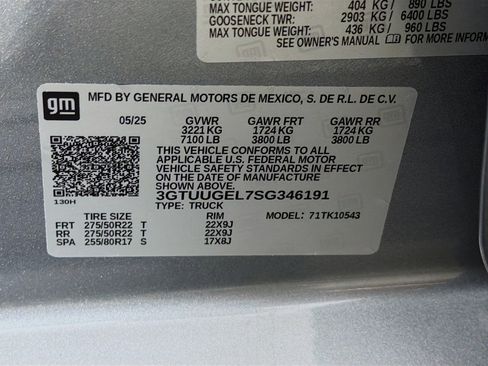 MAX TONGUE WEIGHT: 404 KG/ 890 LBS
GOOSENECK TWR: 2903 KG/ 6400 LBS
MAX TONGUE WEIGHT: 436 KG/ 960 LBS
SEE OWNER'S MANUAL FOR MORE INFORMATION
gm
MFD BY GENERAL MOTORS DE MEXICO, S. DE R.L. DE C.V.
05/25 GVWR GAWR FRT GAWR RR
3221 KG 1724 KG 1724 KG
7100 LB 3800 LB 3800 LB
THIS VEHICLE CONFORMS TO ALL
APPLICABLE U.S. FEDERAL MOTOR
VEHICLE SAFETY STANDARDS IN EFFECT
ON THE DATE OF MANUFACTURE SHOWN ABOVE.
3GTUUGEL7SG346191
130H
TYPE: TRUCK MODEL: 71TK10543
TIRE SIZE RIM
FRT 275/50R22 T 22X9J
RR 275/50R22 T 22X9J
SPA 255/80R17 S 17X8J